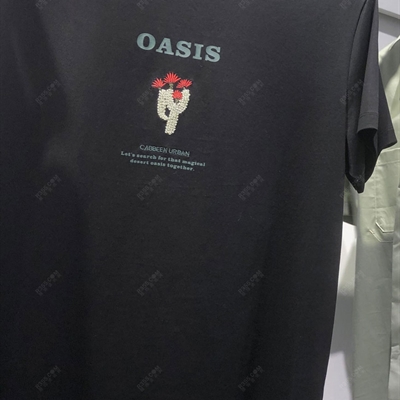 OASIS
CABBEEN URBAN
Let's search for that magical
desert oasis together.